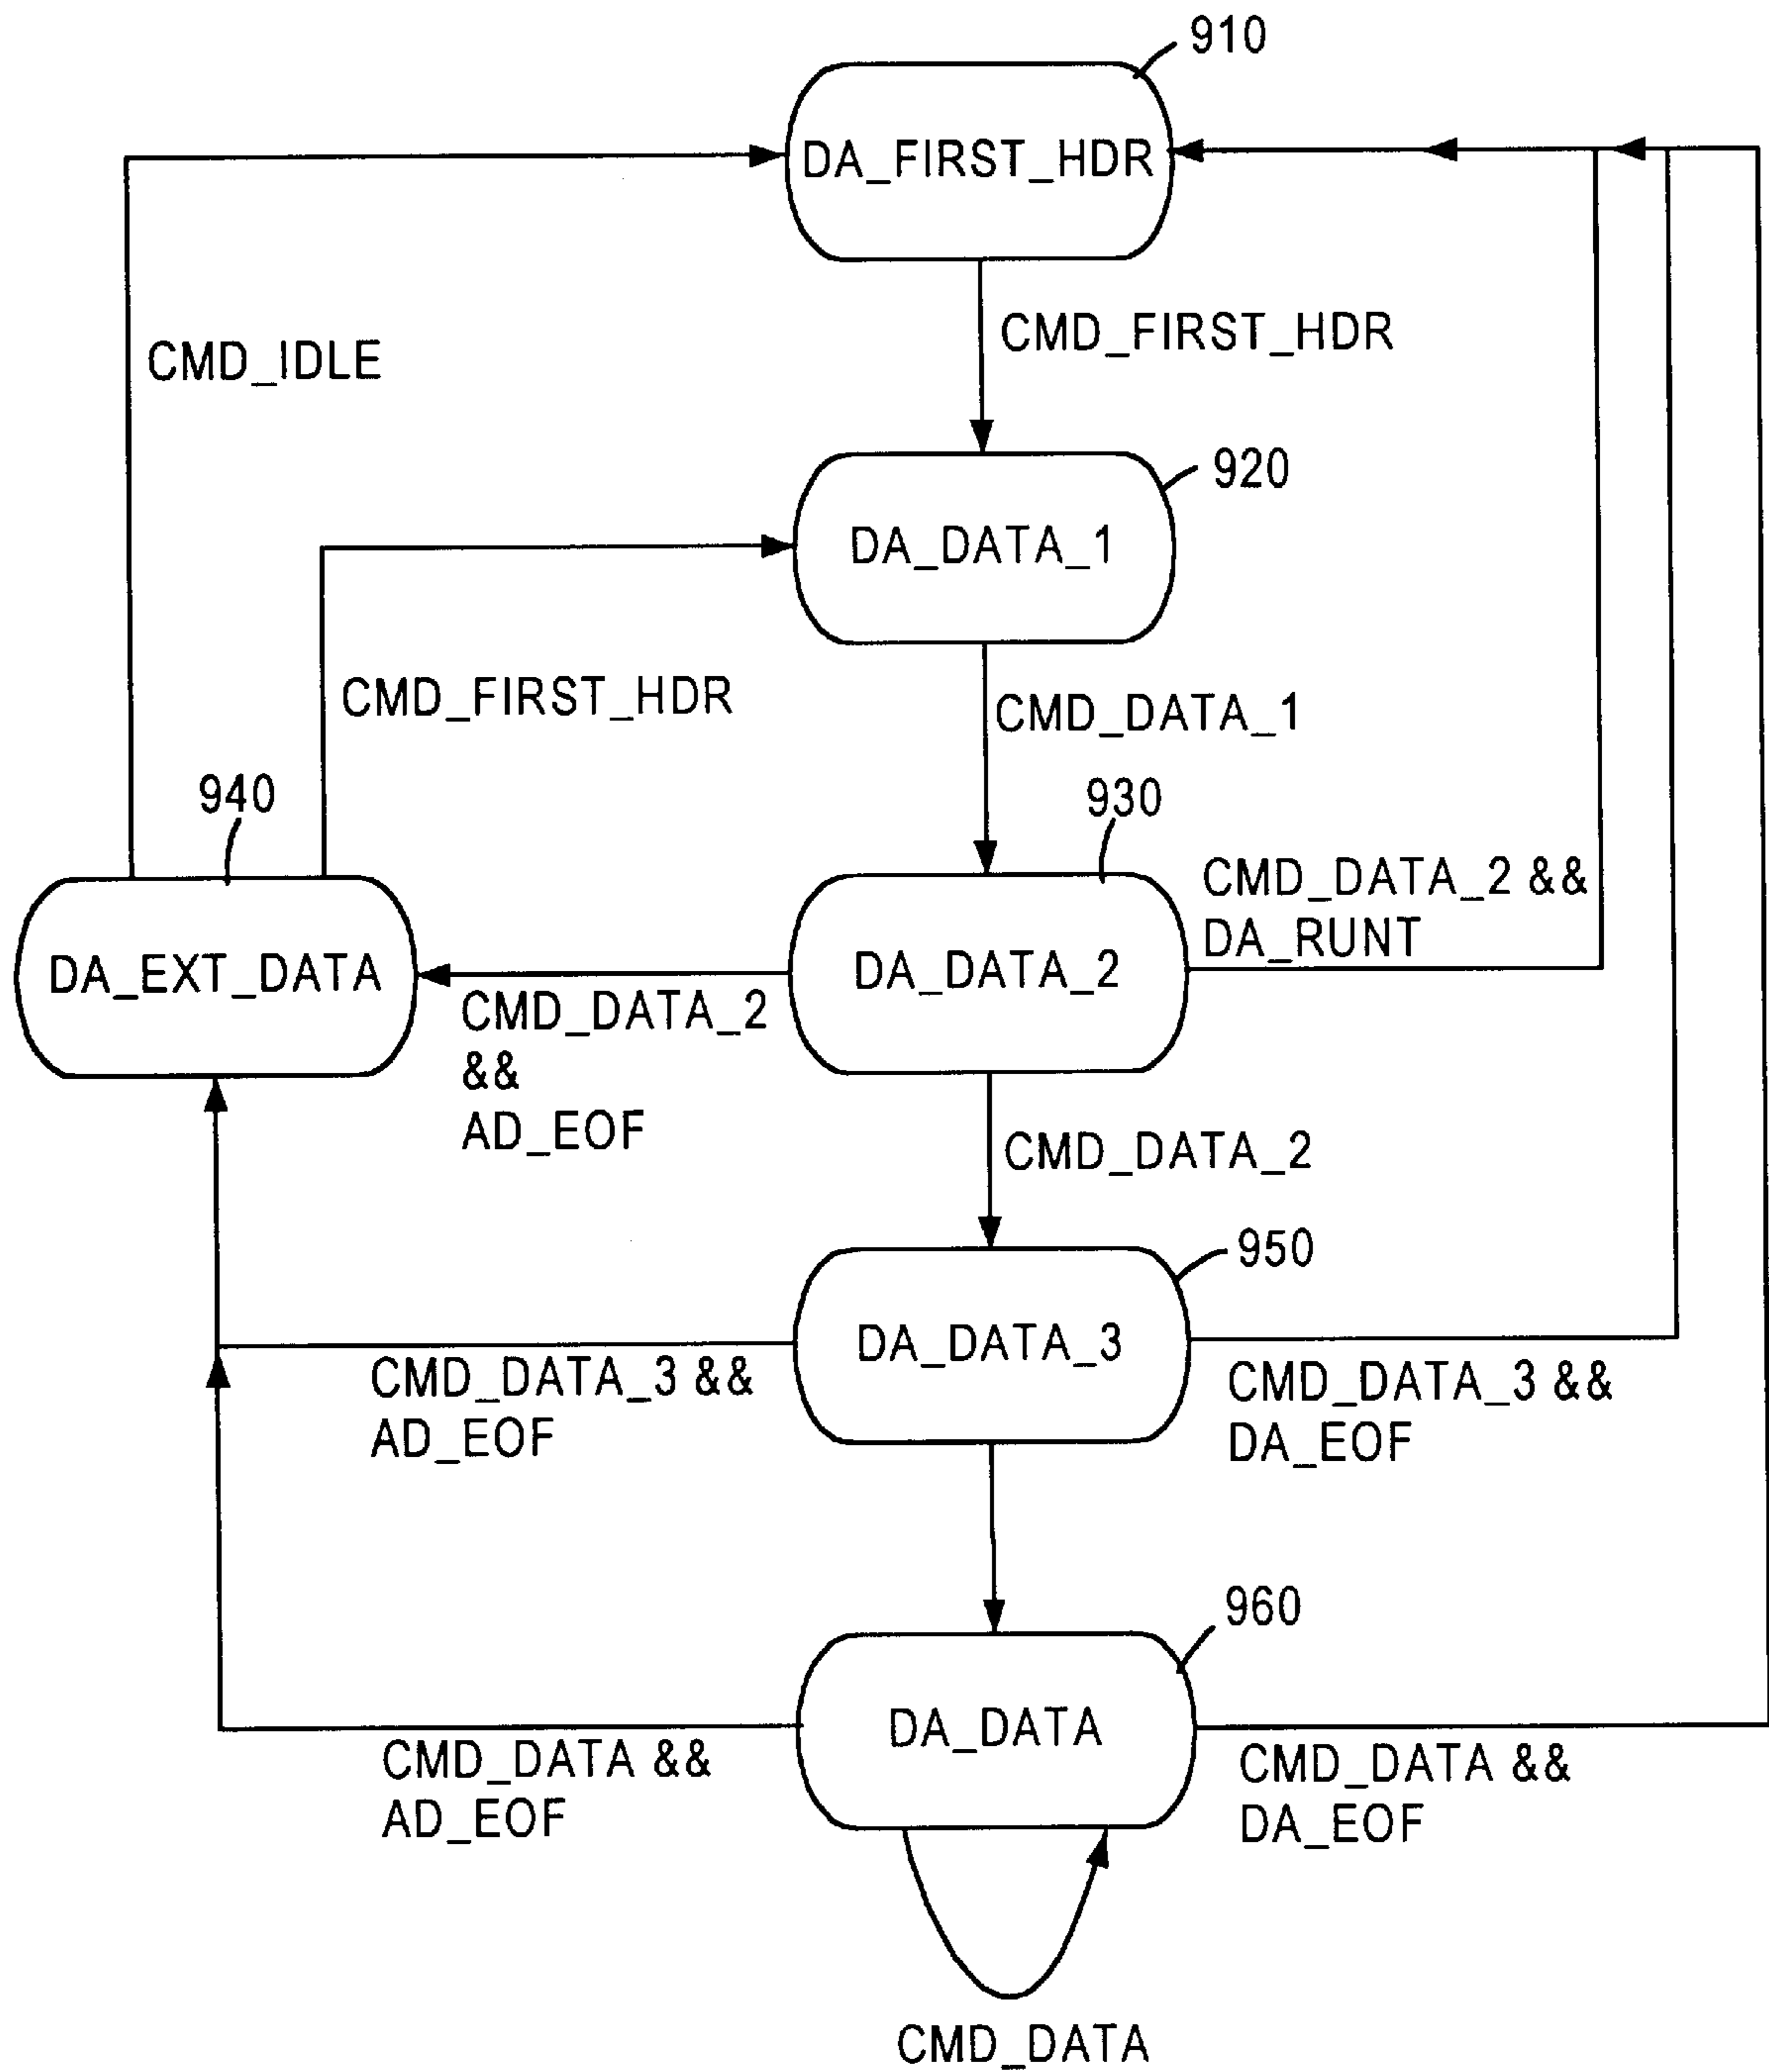 910
DA_FIRST_HDR
CMD_FIRST_HDR
CMD_IDLE
920
DA_DATA_1
CMD_FIRST_HDR
CMD_DATA_1
940
930
CMD_DATA_2 &&
DA_RUNT
DA_EXT_DATA
DA_DATA_2
CMD_DATA_2
&&
AD_EOF
CMD_DATA_2
950
DA_DATA_3
CMD_DATA_3 &&
AD_EOF
CMD_DATA_3 &&
DA_EOF
960
DA_DATA
CMD_DATA &&
AD_EOF
CMD_DATA &&
DA_EOF
CMD_DATA